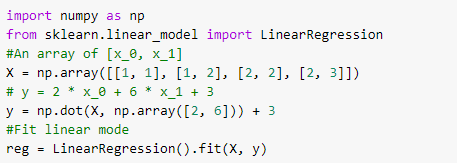 import numpy as np
from sklearn.linear_model import LinearRegression
#An array of [x_0, x_1]
X = np.array([[1, 1], [1, 2], [2, 2], [2, 3]])
# y = 2 * x_0 + 6 * x_1 + 3
y = np.dot(X, np.array([2, 6])) + 3
#Fit linear mode
reg = LinearRegression().fit(X, y)